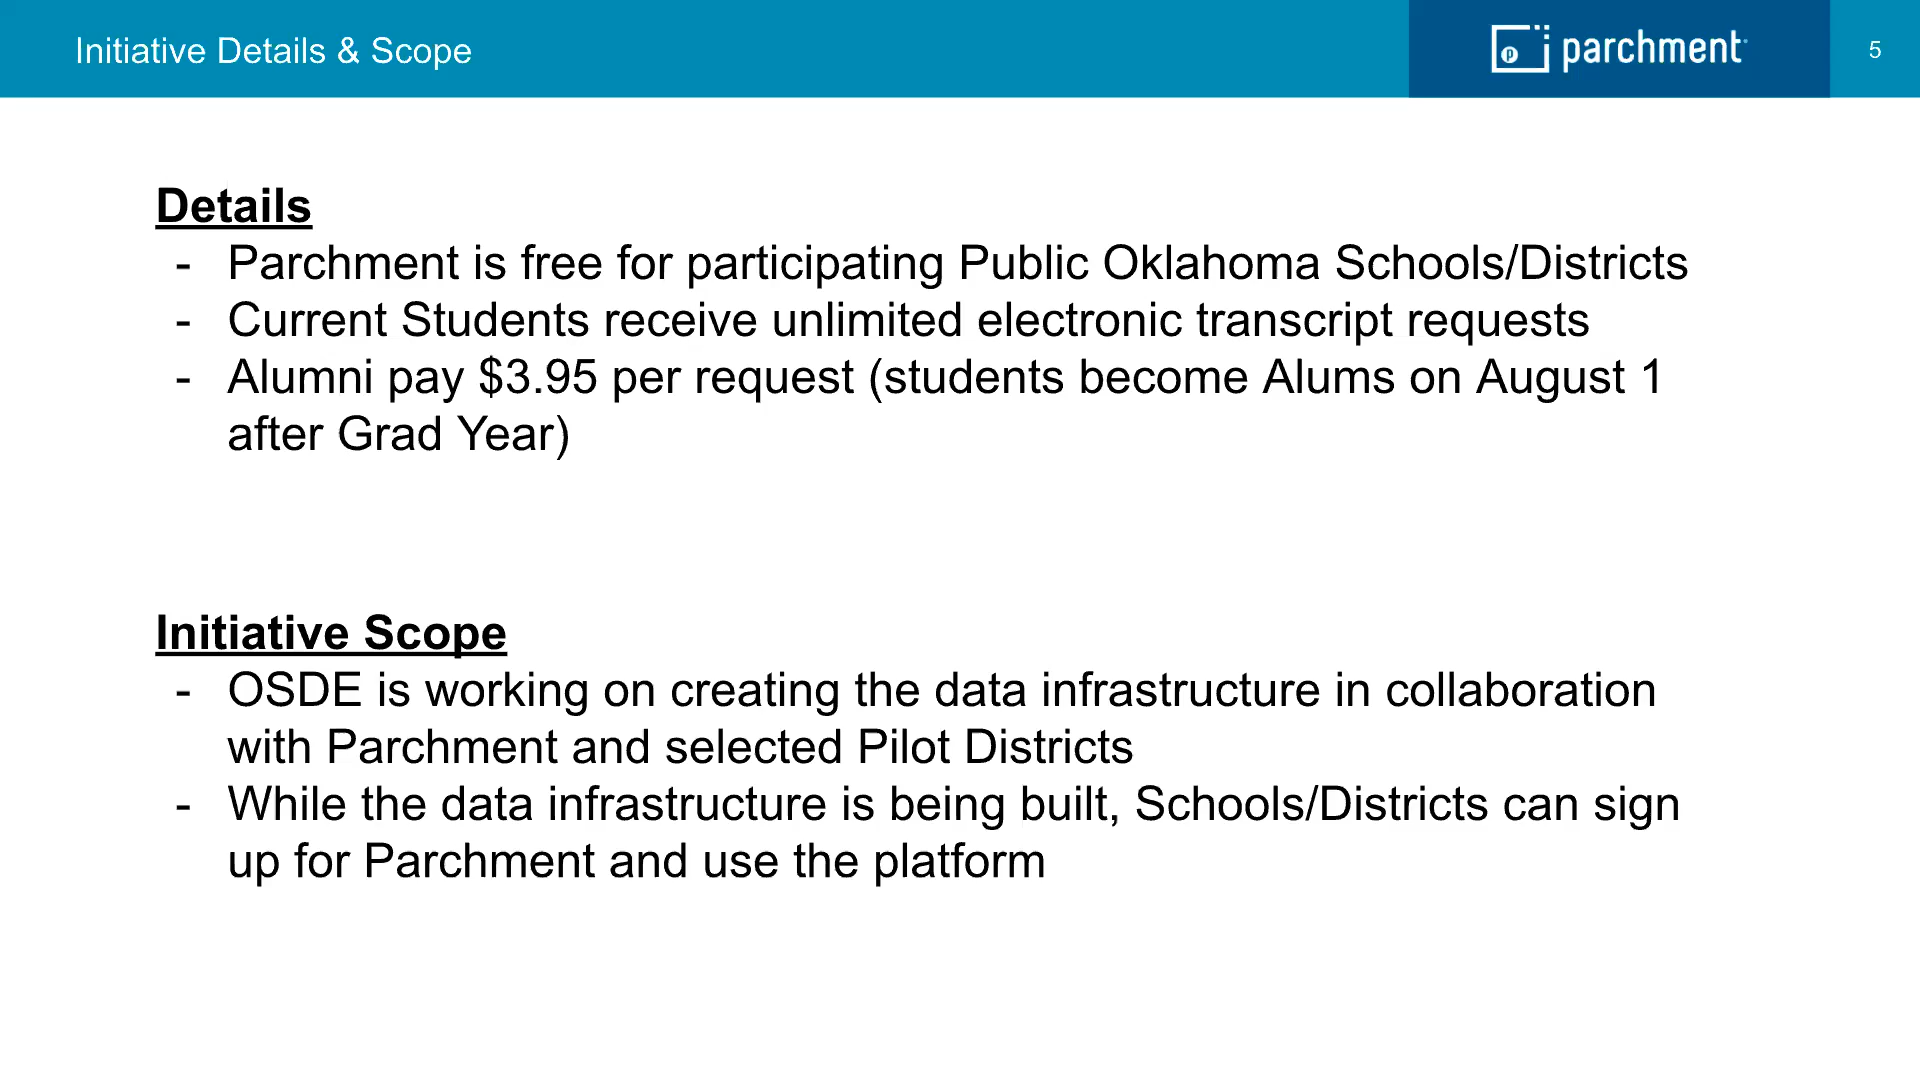 Initiative Details & Scope
parchment
5
Details
- Parchment is free for participating Public Oklahoma Schools/Districts
- Current Students receive unlimited electronic transcript requests
- Alumni pay $3.95 per request (students become Alums on August 1
after Grad Year)
Initiative Scope
- OSDE is working on creating the data infrastructure in collaboration
with Parchment and selected Pilot Districts
- While the data infrastructure is being built, Schools/Districts can sign
up for Parchment and use the platform